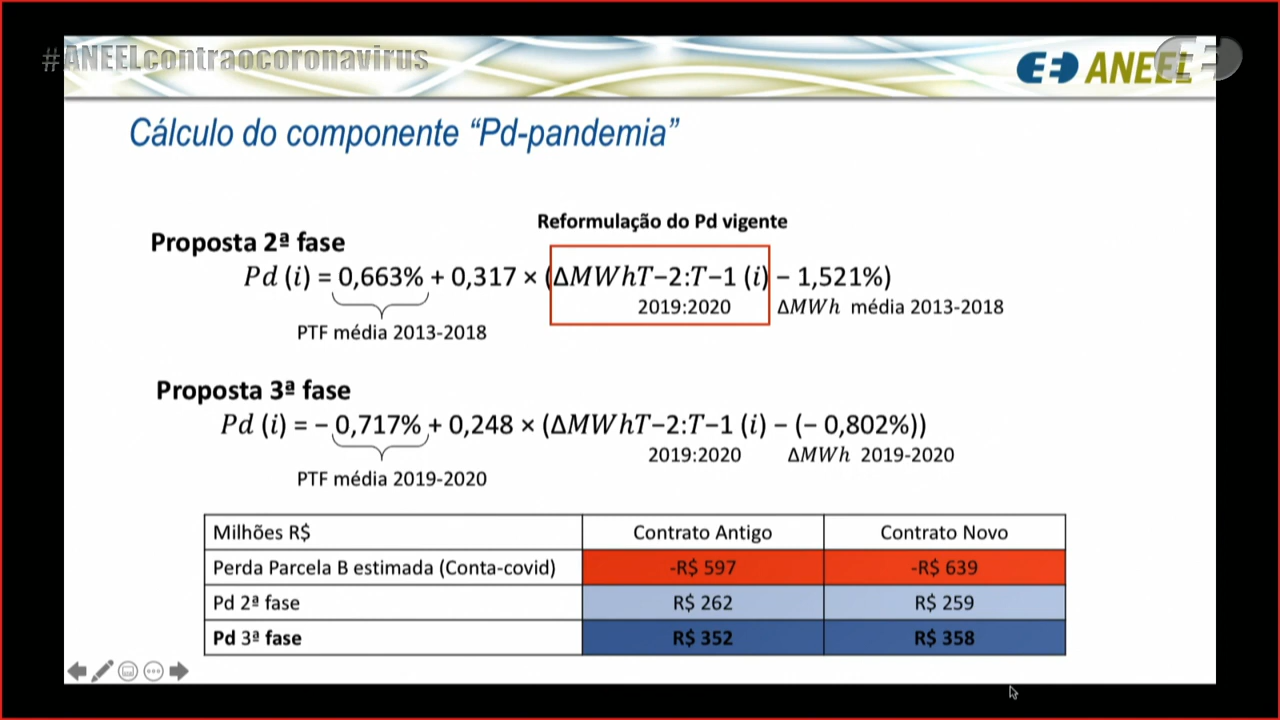 #ANEELcontraocoronavirus
ANEEL
Cálculo do componente “Pd-pandemia”
Reformulação do Pd vigente
Proposta 2ª fase
Pd (i) = 0,663% + 0,317 × (ΔMWhT−2:T−1 (i) − 1,521%)
2019:2020 ΔMWh média 2013-2018
PTF média 2013-2018
Proposta 3ª fase
Pd (i) = − 0,717% + 0,248 × (ΔMWhT−2:T−1 (i) − (− 0,802%))
2019:2020 ΔMWh 2019-2020
PTF média 2019-2020
Milhões R$ Contrato Antigo Contrato Novo
Perda Parcela B estimada (Conta-covid) -R$ 597 -R$ 639
Pd 2ª fase R$ 262 R$ 259
Pd 3ª fase R$ 352 R$ 358